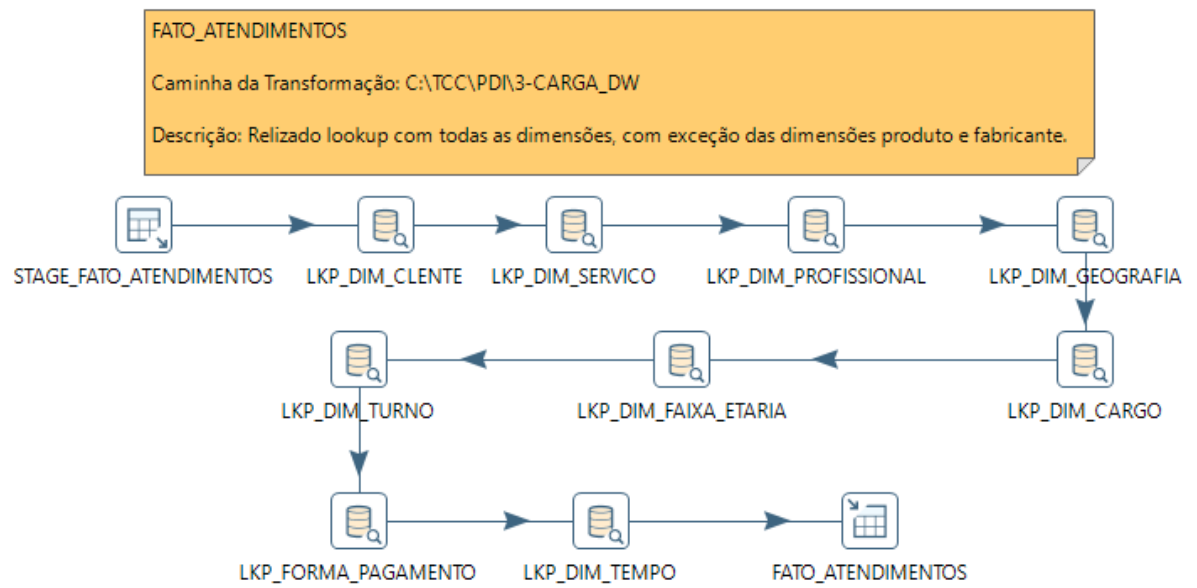 FATO_ATENDIMENTOS
Caminha da Transformação: C:\TCC\PDI\3-CARGA_DW
Descrição: Relizado lookup com todas as dimensões, com exceção das dimensões produto e fabricante.
STAGE_FATO_ATENDIMENTOS
LKP_DIM_CLENTE
LKP_DIM_SERVICO
LKP_DIM_PROFISSIONAL
LKP_DIM_GEOGRAFIA
LKP_DIM_TURNO
LKP_DIM_FAIXA_ETARIA
LKP_DIM_CARGO
LKP_FORMA_PAGAMENTO
LKP_DIM_TEMPO
FATO_ATENDIMENTOS